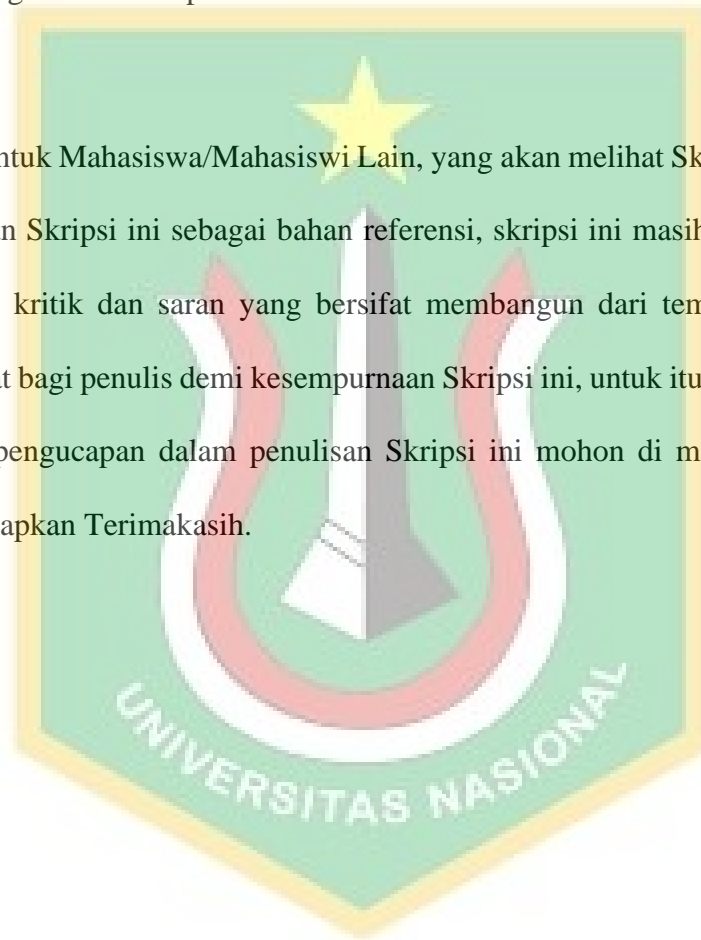 ntuk Mahasiswa/Mahasiswi Lain, yang akan melihat Sk
n Skripsi ini sebagai bahan referensi, skripsi ini masih
kritik dan saran yang bersifat membangun dari tem
t bagi penulis demi kesempurnaan Skripsi ini, untuk itu
pengucapan dalam penulisan Skripsi ini mohon di m
apkan Terimakasih.
UNIVERSITAS NASIONAL